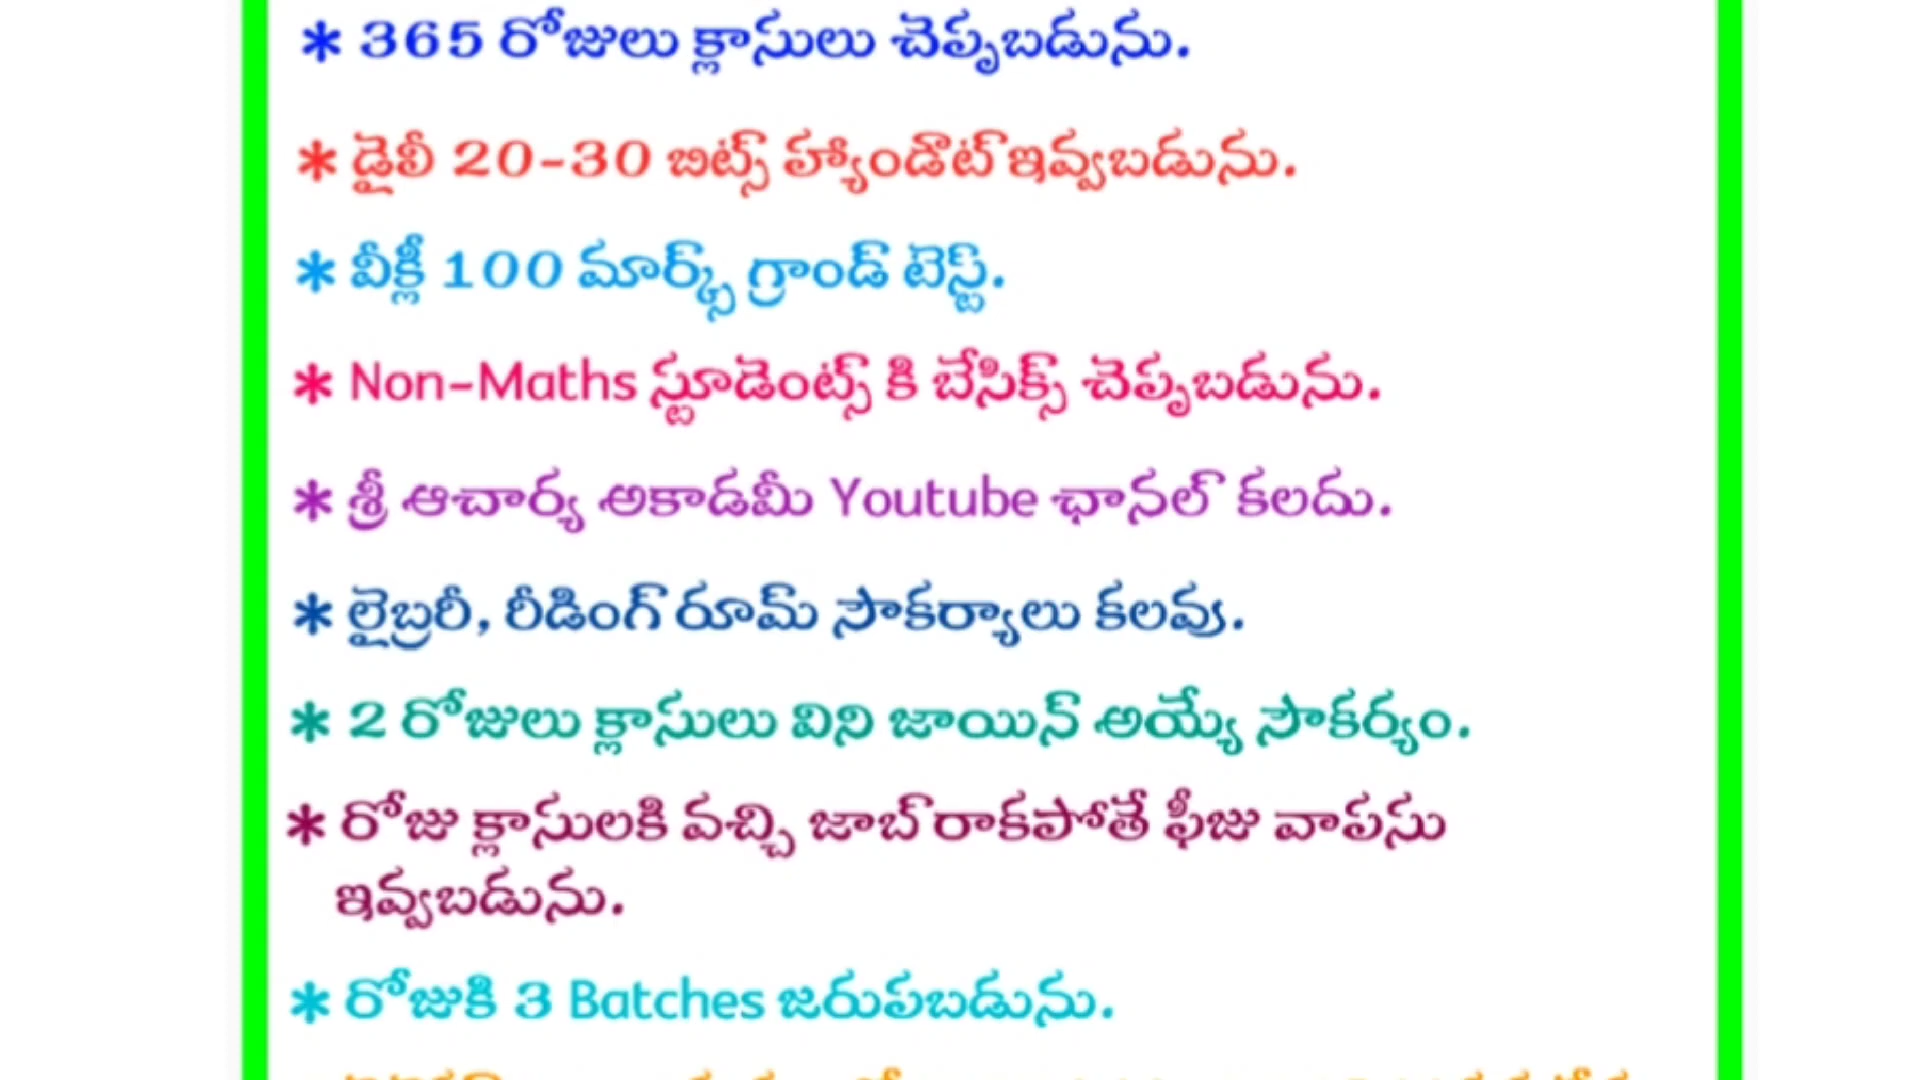 * 365 రోజులు క్లాసులు చెప్పబడును.
* డైలీ 20-30 బిట్స్ హ్యాండౌట్ ఇవ్వబడును.
* వీక్లీ 100 మార్క్స్ గ్రాండ్ టెస్ట్.
* Non-Maths స్టూడెంట్స్ కి బేసిక్స్ చెప్పబడును.
* శ్రీ ఆచార్య అకాడమీ Youtube ఛానల్ కలదు.
* లైబ్రరీ, రీడింగ్ రూమ్ సౌకర్యాలు కలవు.
* 2 రోజులు క్లాసులు విని జాయిన్ అయ్యే సౌకర్యం.
* రోజు క్లాసులకి వచ్చి జాబ్ రాకపోతే ఫీజు వాపసు
ఇవ్వబడును.
* రోజుకి 3 Batches జరుపబడును.